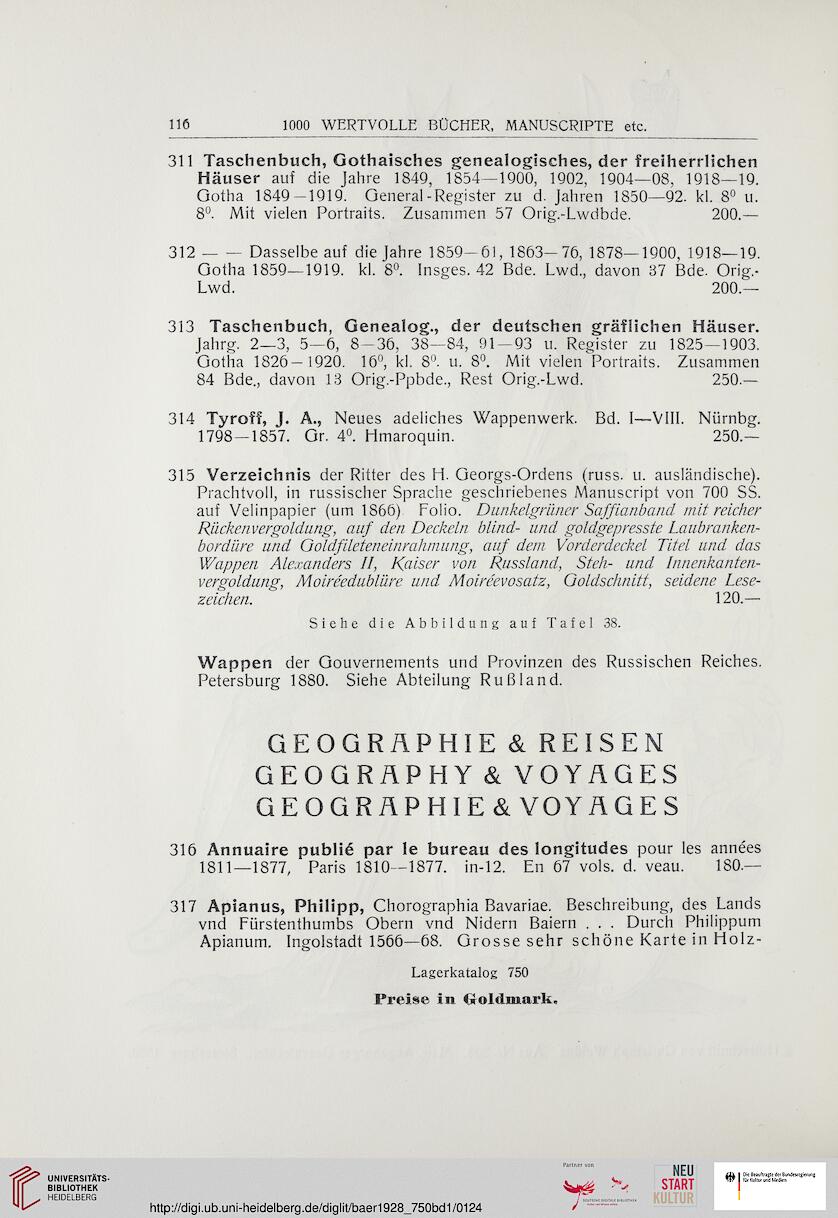 116 1000 WERTVOLLE BÜCHER, MANUSCRIPTE etc.
311 Taschenbuch, Gothaisches genealogisches, der freiherrlichen
Häuser auf die Jahre 1849, 1854—1900, 1902, 1904—08, 1918—19.
Gotha 1849—1919. General-Register zu d. Jahren 1850—92. kl. 8⁰ u.
8⁰. Mit vielen Portraits. Zusammen 57 Orig.-Lwdbde. 200.—
312 — — Dasselbe auf die Jahre 1859—61, 1863—76, 1878—1900, 1918—19.
Gotha 1859—1919. kl. 8⁰. Insges. 42 Bde. Lwd., davon 37 Bde. Orig.-
Lwd. 200.—
313 Taschenbuch, Genealog., der deutschen gräflichen Häuser.
Jahrg. 2—3, 5—6, 8—36, 38—84, 91—93 u. Register zu 1825—1903.
Gotha 1826—1920. 16⁰, kl. 8⁰. u. 8⁰. Mit vielen Portraits. Zusammen
84 Bde., davon 13 Orig.-Ppbde., Rest Orig.-Lwd. 250.—
314 Tyroff, J. A., Neues adeliches Wappenwerk. Bd. I—VIII. Nürnbg.
1798—1857. Gr. 4⁰. Hmaroquin. 250.—
315 Verzeichnis der Ritter des H. Georgs-Ordens (russ. u. ausländische).
Prachtvoll, in russischer Sprache geschriebenes Manuscript von 700 SS.
auf Velinpapier (um 1866) Folio. Dunkelgrüner Saffianband mit reicher
Rückenvergoldung, auf den Deckeln blind- und goldgepresste Laubranken-
bordüre und Goldfileteneinrahmung, auf dem Vorderdeckel Titel und das
Wappen Alexanders II, Kaiser von Russland, Steh- und Innenkanten-
vergoldung, Moiréedublüre und Moiréevosatz, Goldschnitt, seidene Lese-
zeichen. 120.—
Siehe die Abbildung auf Tafel 38.
Wappen der Gouvernements und Provinzen des Russischen Reiches.
Petersburg 1880. Siehe Abteilung Rußland.
GEOGRAPHIE & REISEN
GEOGRAPHY & VOYAGES
GEOGRAPHIE & VOYAGES
316 Annuaire publié par le bureau des longitudes pour les années
1811—1877, Paris 1810—1877. in-12. En 67 vols. d. veau. 180.—
317 Apianus, Philipp, Chorographia Bavariae. Beschreibung, des Lands
vnd Fürstenthumbs Obern vnd Nidern Baiern . . . Durch Philippum
Apianum. Ingolstadt 1566—68. Grosse sehr schöne Karte in Holz-
Lagerkatalog 750
Preise in Goldmark.
UNIVERSITÄTS-
BIBLIOTHEK
HEIDELBERG
http://digi.ub.uni-heidelberg.de/diglit/baer1928_750bd1/0124
Partner von
DEUTSCHE DIGITALE BIBLIOTHEK
NEU
START
KULTUR
Die Beauftragte der Bundesregierung
für Kultur und Medien